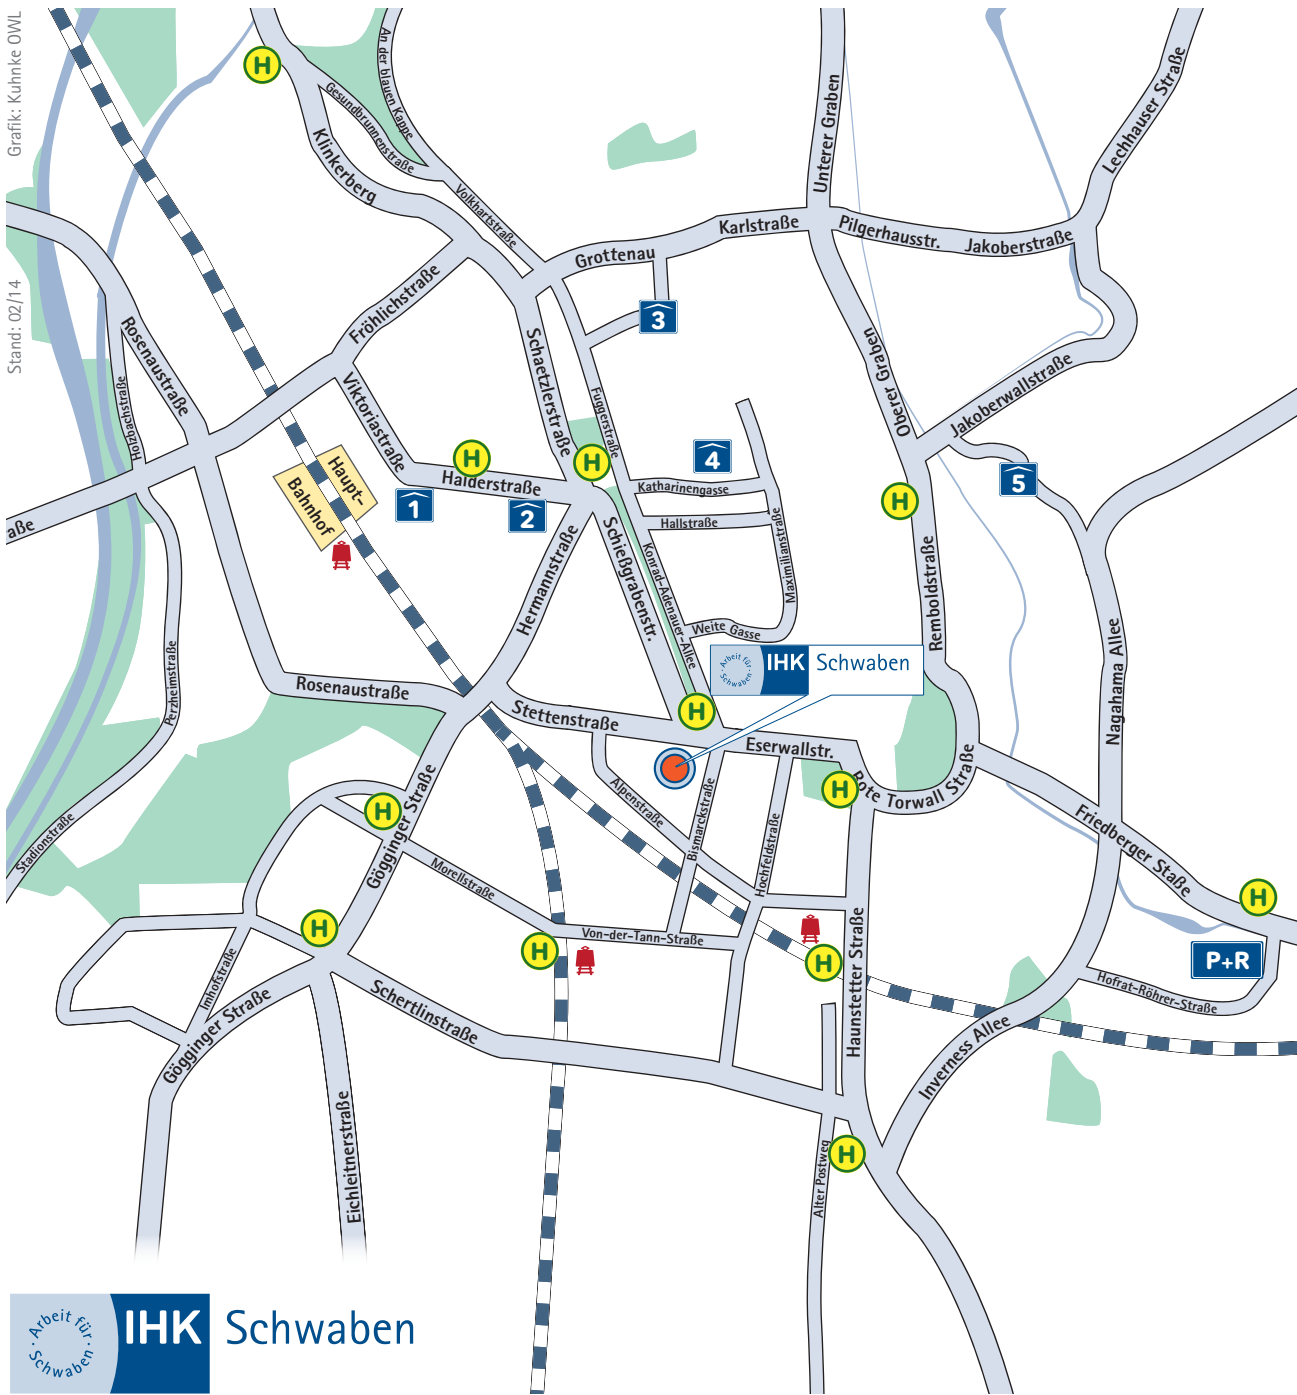 Grafik: Kuhnke OWL
Stand: 02/14
H
An der blauen Kappe
Gesundbrunnenstraße
Klinkerberg
Volkhartstraße
Unterer Graben
Lechhauser Straße
Karlstraße
Pilgerhausstr.
Jakoberstraße
Grottenau
Fröhlichstraße
3
Rosenaustraße
Holzbachstraße
Viktoriastraße
Schaetzlerstraße
Fuggerstraße
Oberer Graben
Jakoberwallstraße
H
H
4
5
Haupt-
Bahnhof
1
Halderstraße
2
Katharinengasse
Hallstraße
H
aße
Hermannstraße
Schießgrabenstr.
Konrad-Adenauer-Allee
Maximilianstraße
Weite Gasse
Remboldstraße
Nagahama Allee
Perzheimstraße
Arbeit für Schwaben
IHK Schwaben
Rosenaustraße
Stettenstraße
H
Eserwallstr.
Rote Torwall Straße
H
Alpenstraße
Bismarckstraße
Hochfeldstraße
Friedberger Staße
Stadionstraße
H
Gögginger Straße
Morellstraße
H
H
H
Von-der-Tann-Straße
H
Haunstetter Straße
P+R
Hofrat-Röhrer-Straße
Imhofstraße
Gögginger Straße
Schertlinstraße
Inverness Allee
Eichleitnerstraße
Alter Postweg
H
Arbeit für Schwaben
IHK Schwaben